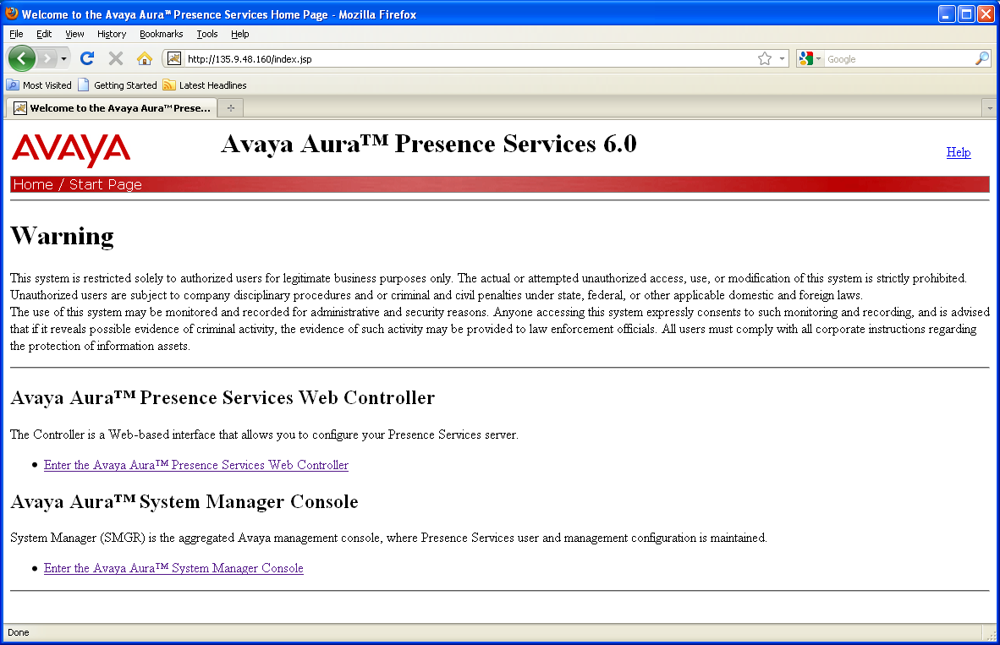 Welcome to the Avaya Aura™ Presence Services Home Page - Mozilla Firefox
File Edit View History Bookmarks Tools Help
http://135.9.48.160/index.jsp
Google
Most Visited Getting Started Latest Headlines
Welcome to the Avaya Aura™ Prese...
AVAYA
Avaya Aura™ Presence Services 6.0
Help
Home / Start Page
Warning
This system is restricted solely to authorized users for legitimate business purposes only. The actual or attempted unauthorized access, use, or modification of this system is strictly prohibited.
Unauthorized users are subject to company disciplinary procedures and or criminal and civil penalties under state, federal, or other applicable domestic and foreign laws.
The use of this system may be monitored and recorded for administrative and security reasons. Anyone accessing this system expressly consents to such monitoring and recording, and is advised
that if it reveals possible evidence of criminal activity, the evidence of such activity may be provided to law enforcement officials. All users must comply with all corporate instructions regarding
the protection of information assets.
Avaya Aura™ Presence Services Web Controller
The Controller is a Web-based interface that allows you to configure your Presence Services server.
• Enter the Avaya Aura™ Presence Services Web Controller
Avaya Aura™ System Manager Console
System Manager (SMGR) is the aggregated Avaya management console, where Presence Services user and management configuration is maintained.
• Enter the Avaya Aura™ System Manager Console
Done